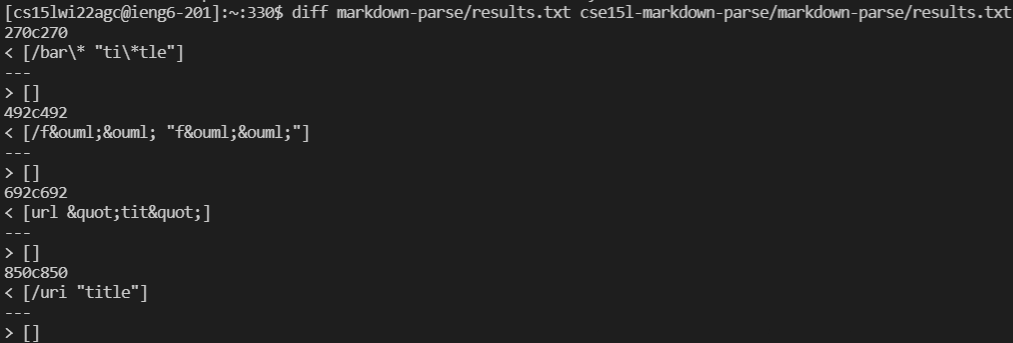 [cs15lwi22agc@ieng6-201]:~:330$ diff markdown-parse/results.txt cse15l-markdown-parse/markdown-parse/results.txt
270c270
< [/bar\* "ti\*tle"]
---
> []
492c492
< [/f&ouml;&ouml; "f&ouml;&ouml;"]
---
> []
692c692
< [url &quot;tit&quot;]
---
> []
850c850
< [/uri "title"]
---
> []